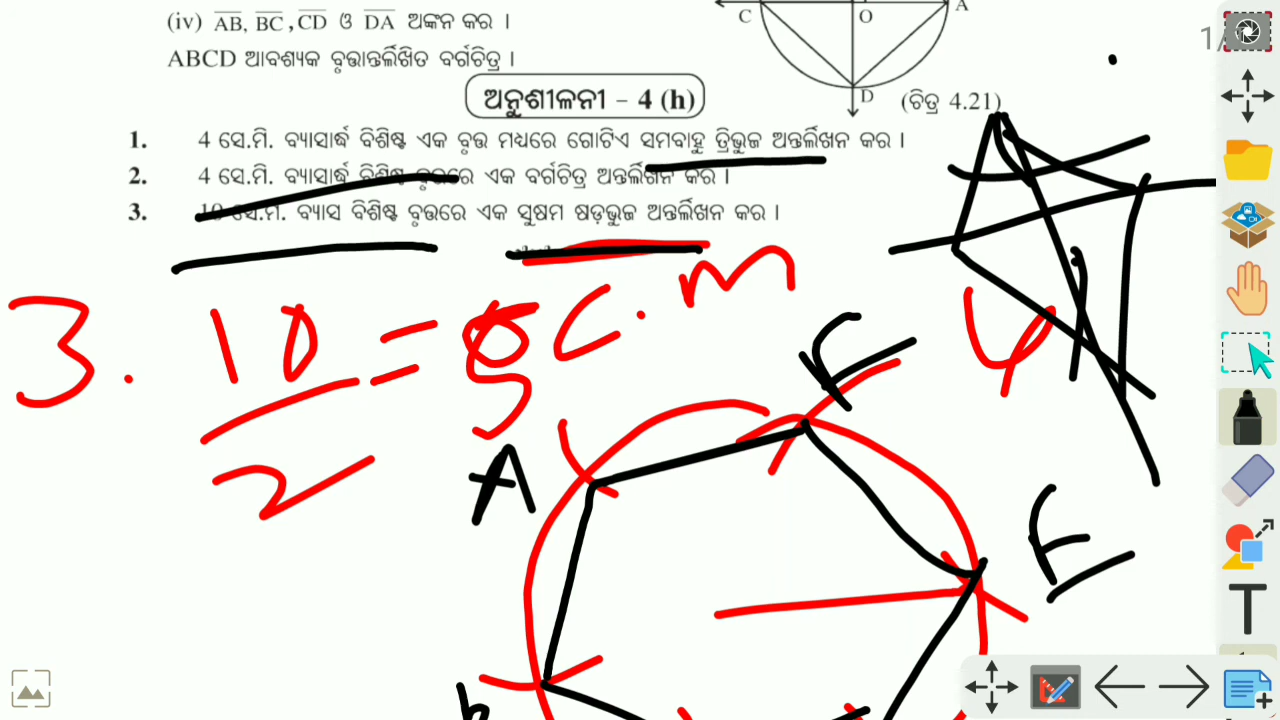 (iv) AB, BC, CD ଓ DA ଅଙ୍କନ କର ।
ABCD ଆବଶ୍ୟକ ବୃତ୍ତାନ୍ତର୍ଲିଖିତ ବର୍ଗଚିତ୍ର ।
C O A
D
(ଚିତ୍ର 4.21)
ଅନୁଶୀଳନୀ - 4 (h)
1. 4 ସେ.ମି. ବ୍ୟାସାର୍ଦ୍ଧ ବିଶିଷ୍ଟ ଏକ ବୃତ୍ତ ମଧ୍ୟରେ ଗୋଟିଏ ସମବାହୁ ତ୍ରିଭୁଜ ଅନ୍ତର୍ଲିଖନ କର ।
2. 4 ସେ.ମି. ବ୍ୟାସାର୍ଦ୍ଧ ବିଶିଷ୍ଟ ବୃତ୍ତରେ ଏକ ବର୍ଗଚିତ୍ର ଅନ୍ତର୍ଲିଖନ କର ।
3. 10 ସେ.ମି. ବ୍ୟାସ ବିଶିଷ୍ଟ ବୃତ୍ତରେ ଏକ ସୁଷମ ଷଡ଼ଭୁଜ ଅନ୍ତର୍ଲିଖନ କର ।
3. 10 = 5 C.m
2
F
A
E
T